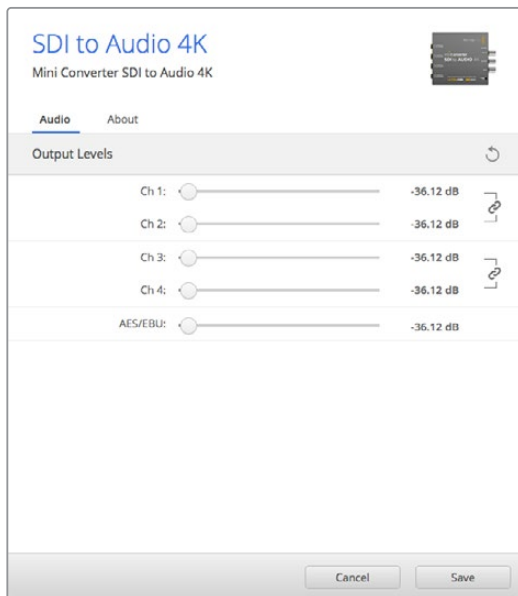 SDI to Audio 4K
Mini Converter SDI to Audio 4K
Audio About
Output Levels
Ch 1: -36.12 dB
Ch 2: -36.12 dB
Ch 3: -36.12 dB
Ch 4: -36.12 dB
AES/EBU: -36.12 dB
Cancel Save